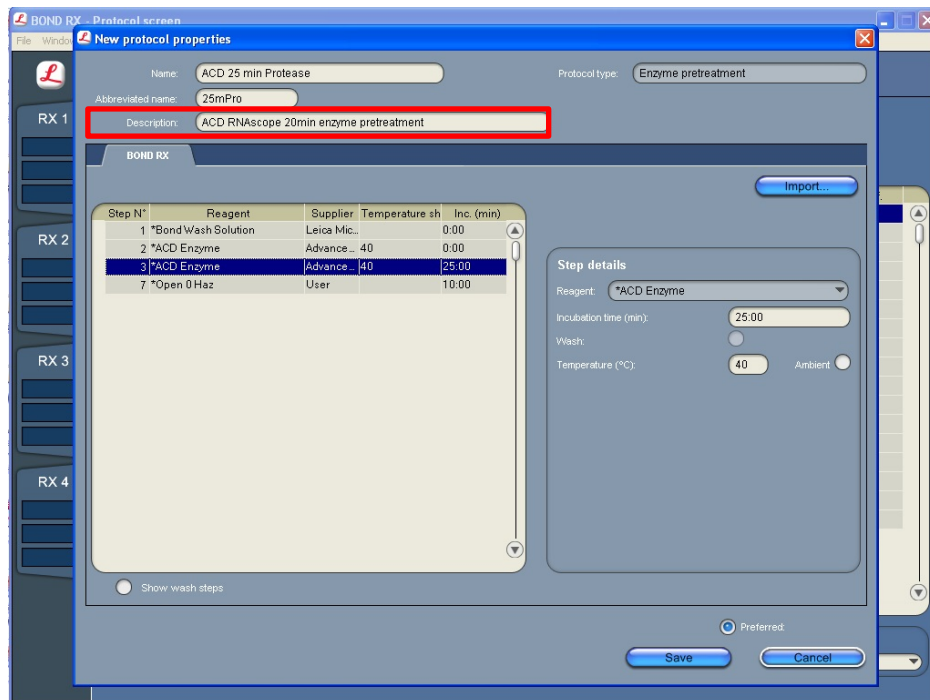 BOND RX - Protocol screen
File Window
New protocol properties
Name: ACD 25 min Protease
Protocol type: Enzyme pretreatment
Abbreviated name: 25mPro
Description: ACD RNAscope 20min enzyme pretreatment
BOND RX
Import...
Step N° Reagent Supplier Temperature sh Inc. (min)
1 *Bond Wash Solution Leica Mic... 0:00
2 *ACD Enzyme Advance... 40 0:00
3 *ACD Enzyme Advance... 40 25:00
7 *Open 0 Haz User 10:00
Step details
Reagent: *ACD Enzyme
Incubation time (min): 25:00
Wash:
Temperature (°C): 40 Ambient
Show wash steps
Preferred:
Save Cancel
RX 1
RX 2
RX 3
RX 4